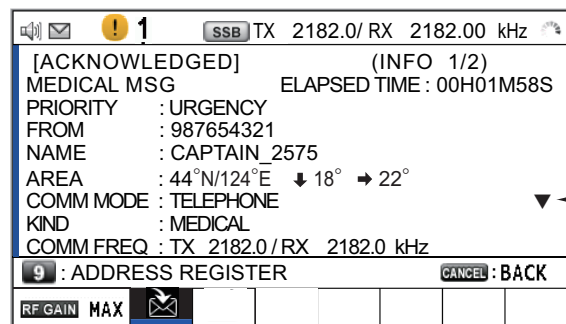 ! 1 SSB TX 2182.0/ RX 2182.00 kHz
[ACKNOWLEDGED] (INFO 1/2)
MEDICAL MSG ELAPSED TIME : 00H01M58S
PRIORITY : URGENCY
FROM : 987654321
NAME : CAPTAIN_2575
AREA : 44°N/124°E ⬇ 18° ➡ 22°
COMM MODE : TELEPHONE
KIND : MEDICAL
COMM FREQ : TX 2182.0 / RX 2182.0 kHz
9 : ADDRESS REGISTER CANCEL : BACK
RF GAIN MAX